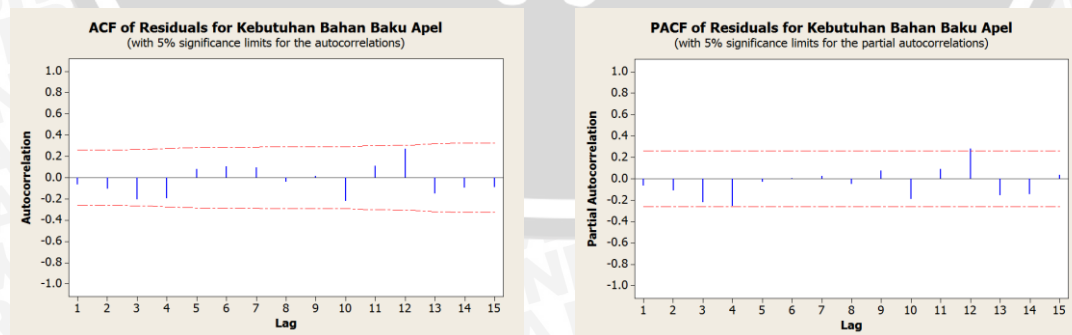 ACF of Residuals for Kebutuhan Bahan Baku Apel
(with 5% significance limits for the autocorrelations)
1.0
0.8
0.6
0.4
0.2
0.0
-0.2
-0.4
-0.6
-0.8
-1.0
Autocorrelation
1 2 3 4 5 6 7 8 9 10 11 12 13 14 15
Lag
PACF of Residuals for Kebutuhan Bahan Baku Apel
(with 5% significance limits for the partial autocorrelations)
1.0
0.8
0.6
0.4
0.2
0.0
-0.2
-0.4
-0.6
-0.8
-1.0
Partial Autocorrelation
1 2 3 4 5 6 7 8 9 10 11 12 13 14 15
Lag